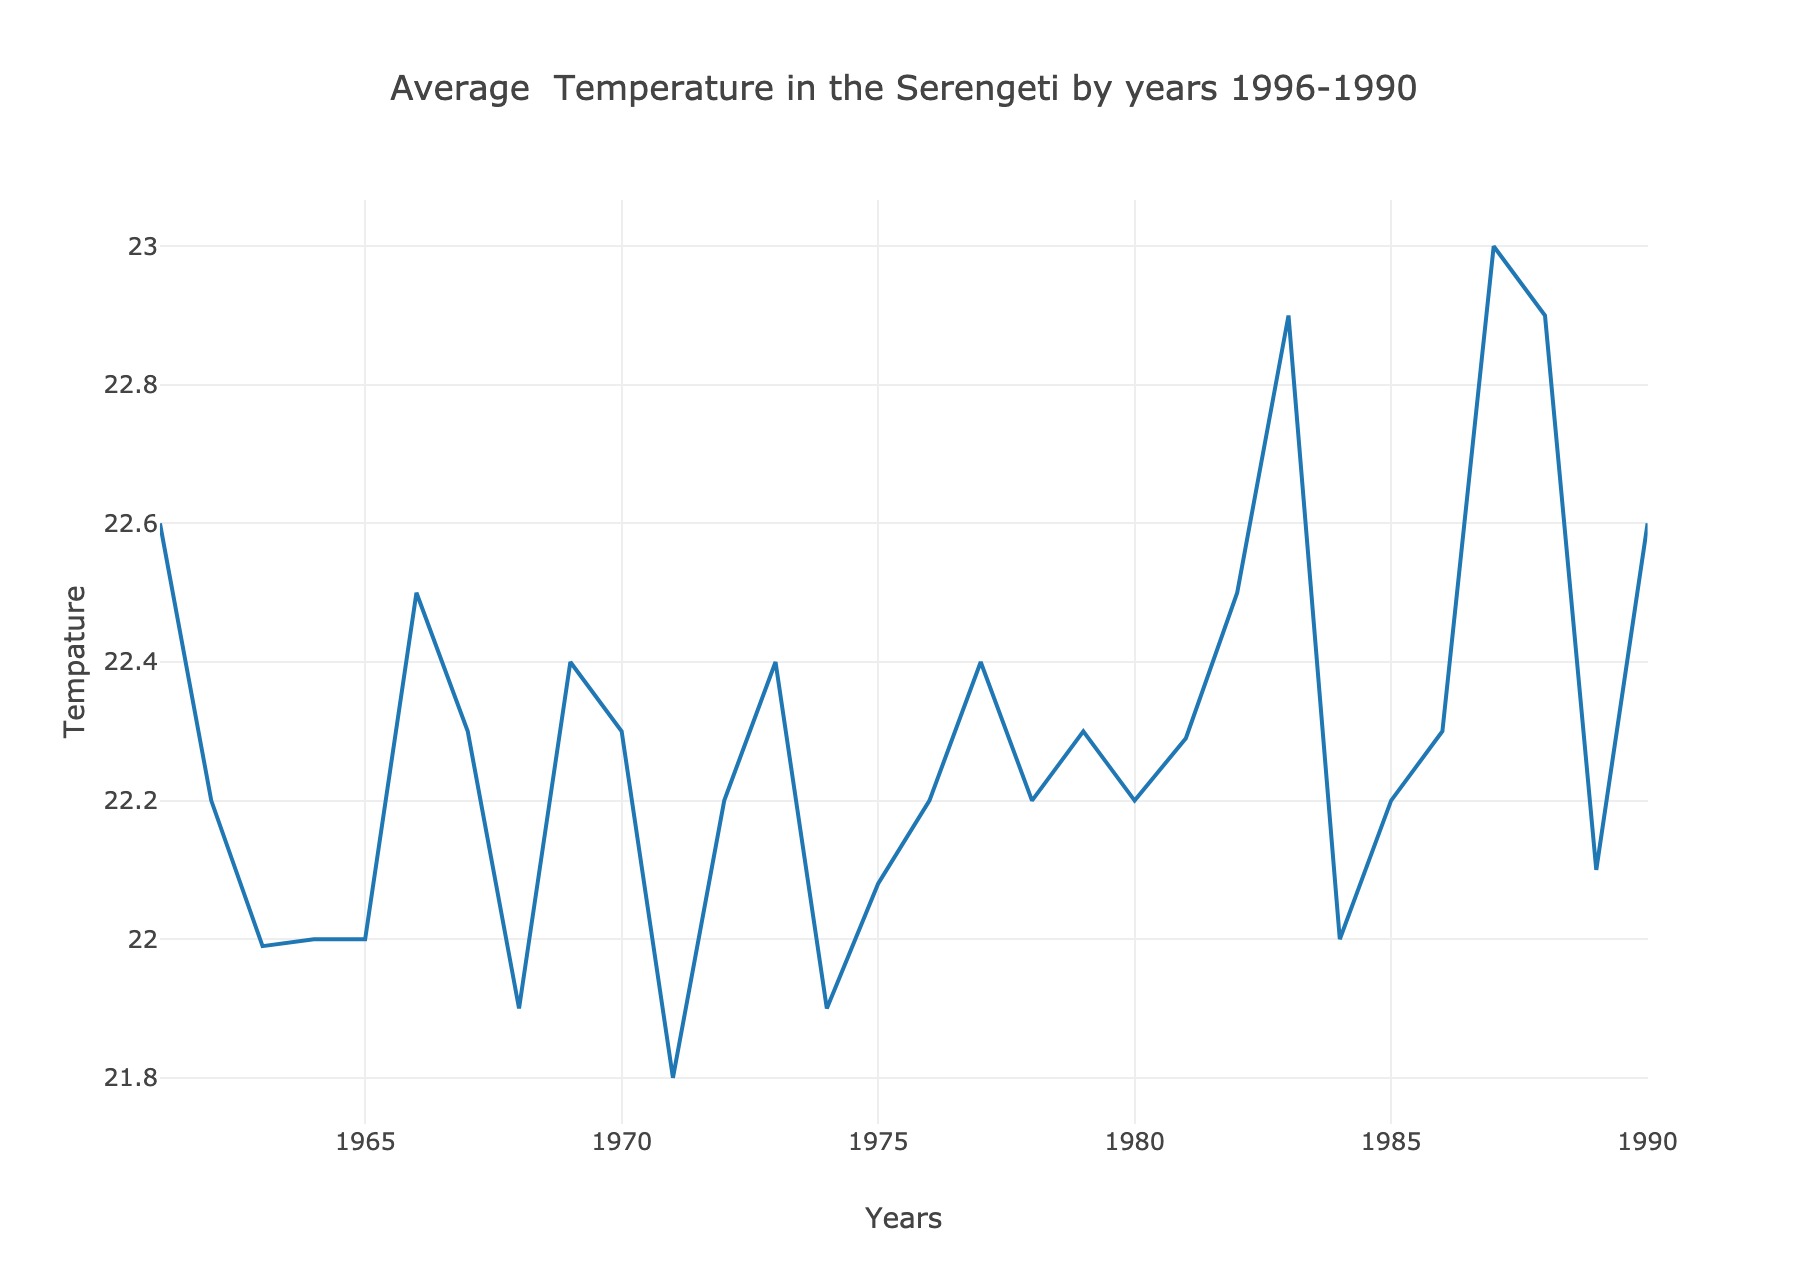 Average  Temperature in the Serengeti by years 1996-1990
23
22.8
22.6
22.4
22.2
22
21.8
Tempature
1965 1970 1975 1980 1985 1990
Years